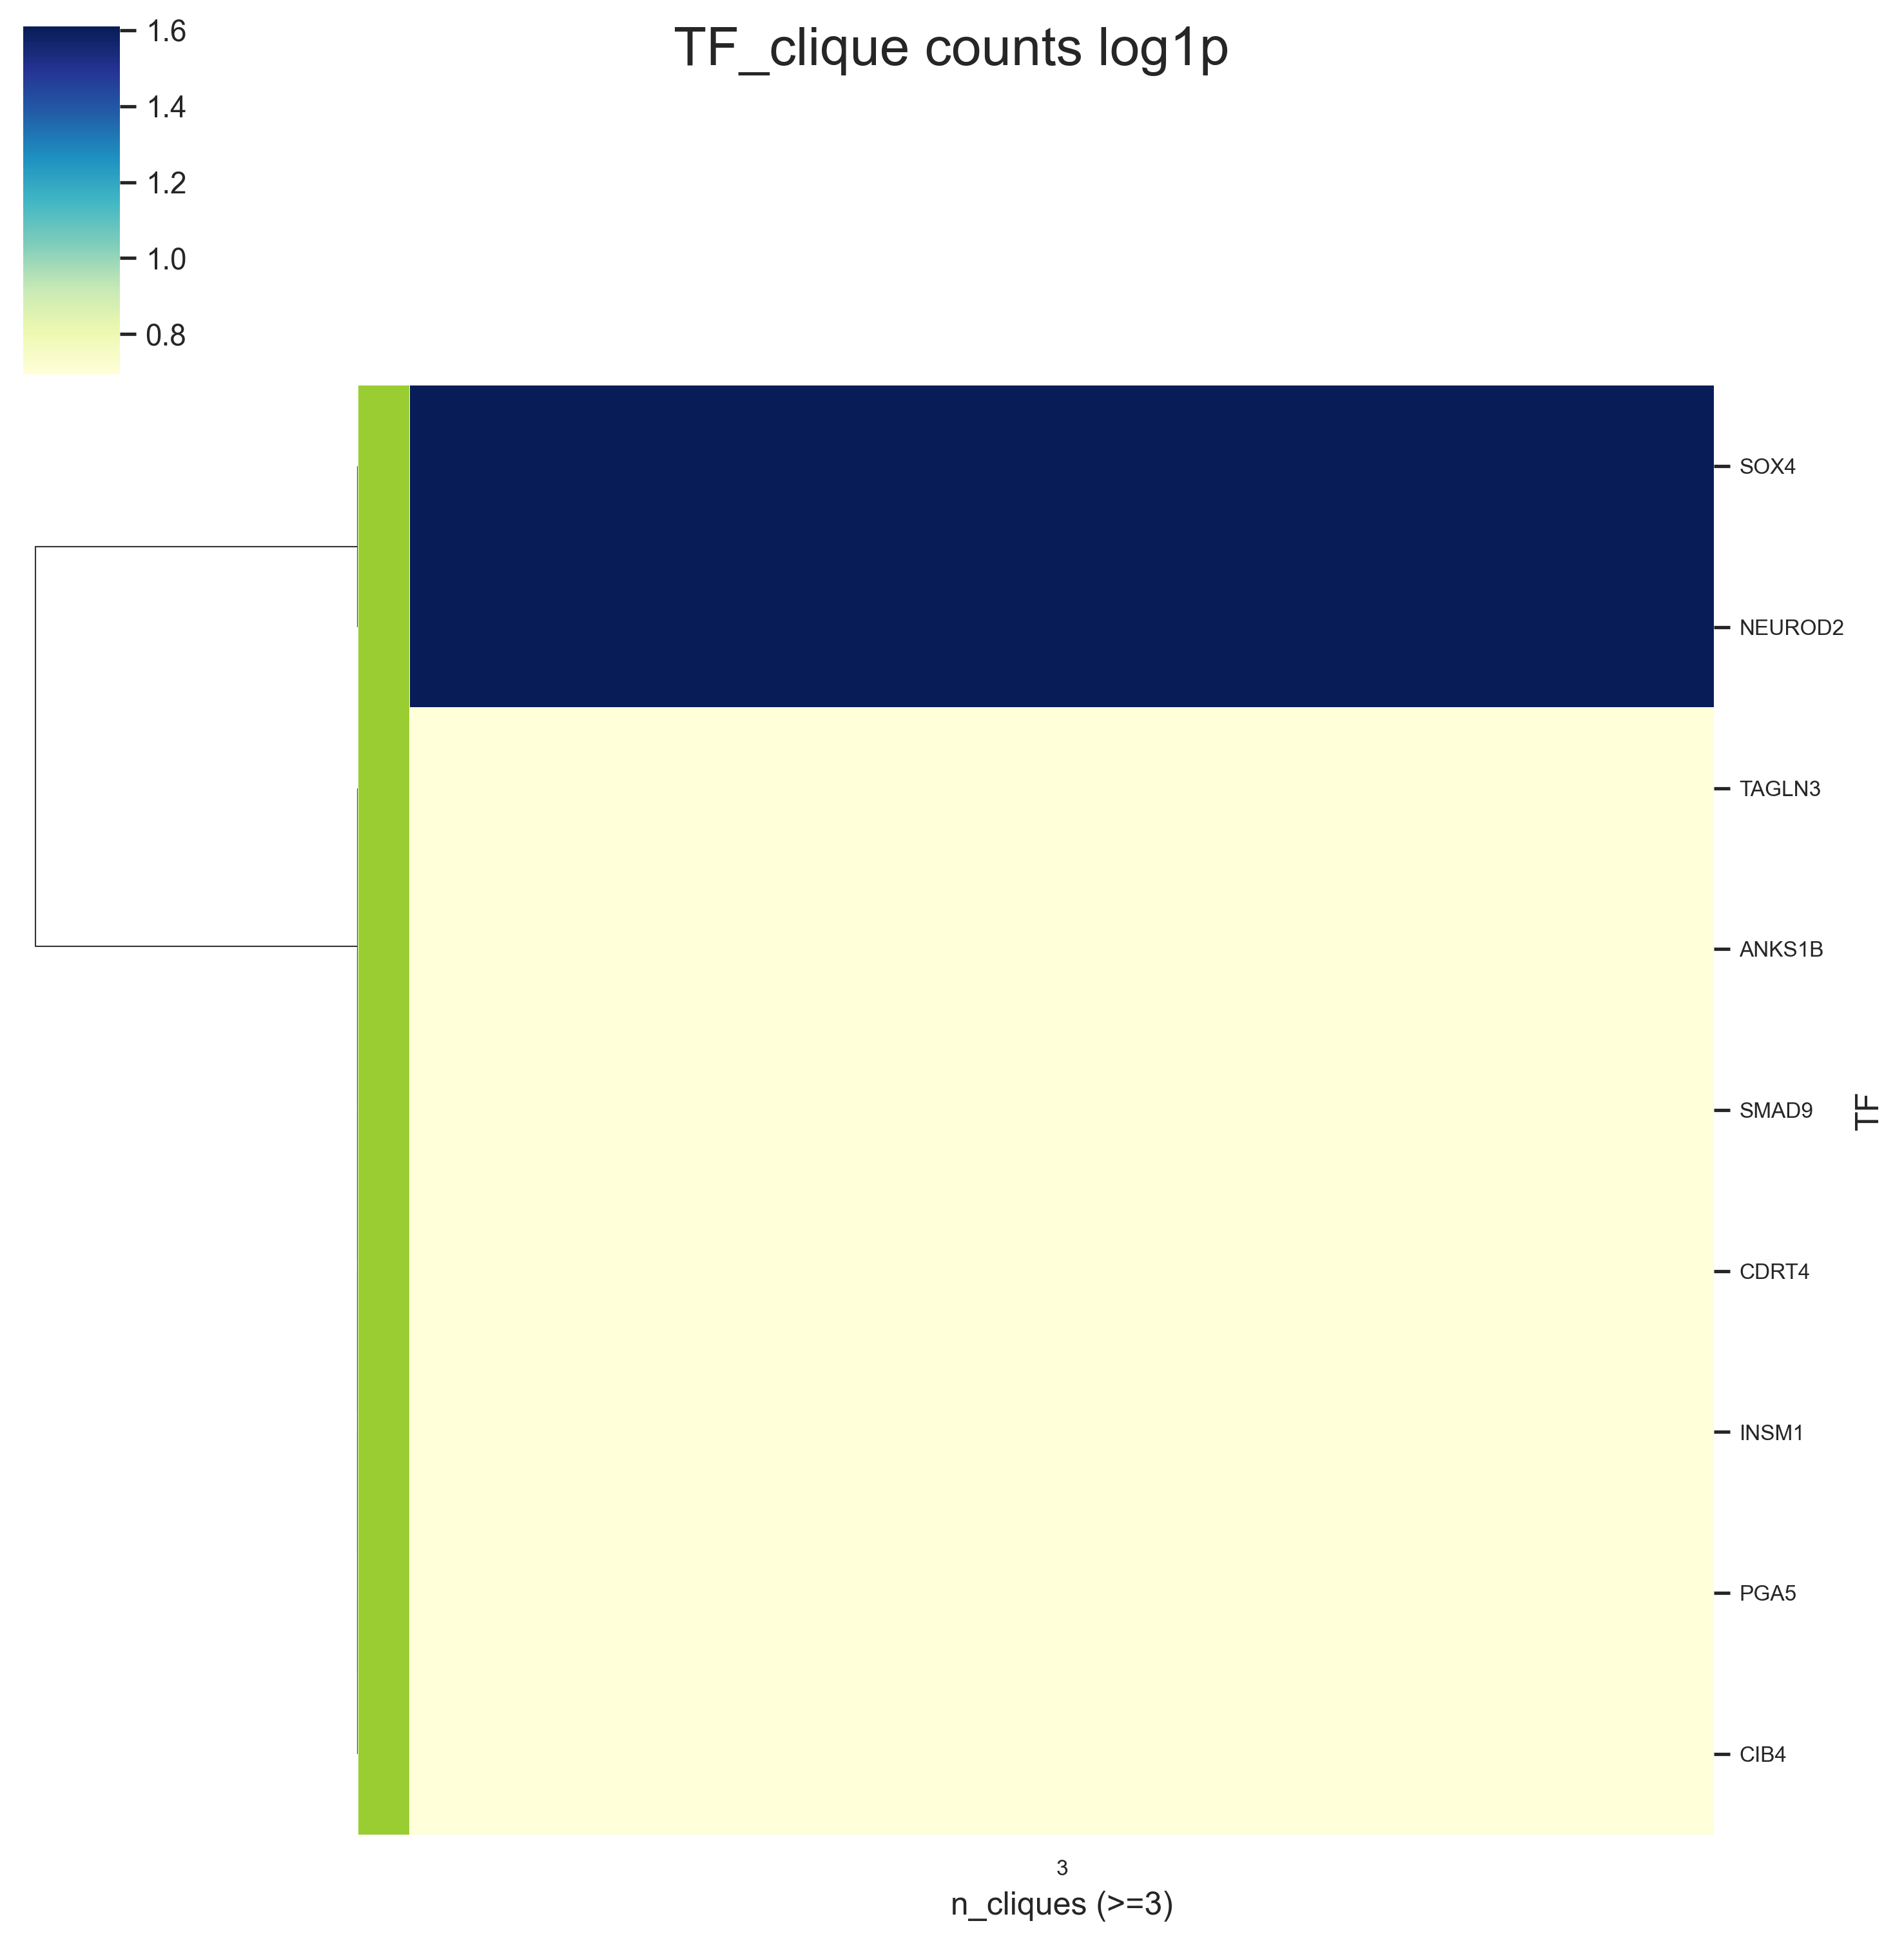 TF_clique counts log1p
1.6
1.4
1.2
1.0
0.8
SOX4
NEUROD2
TAGLN3
ANKS1B
SMAD9
CDRT4
INSM1
PGA5
CIB4
TF
3
n_cliques (>=3)